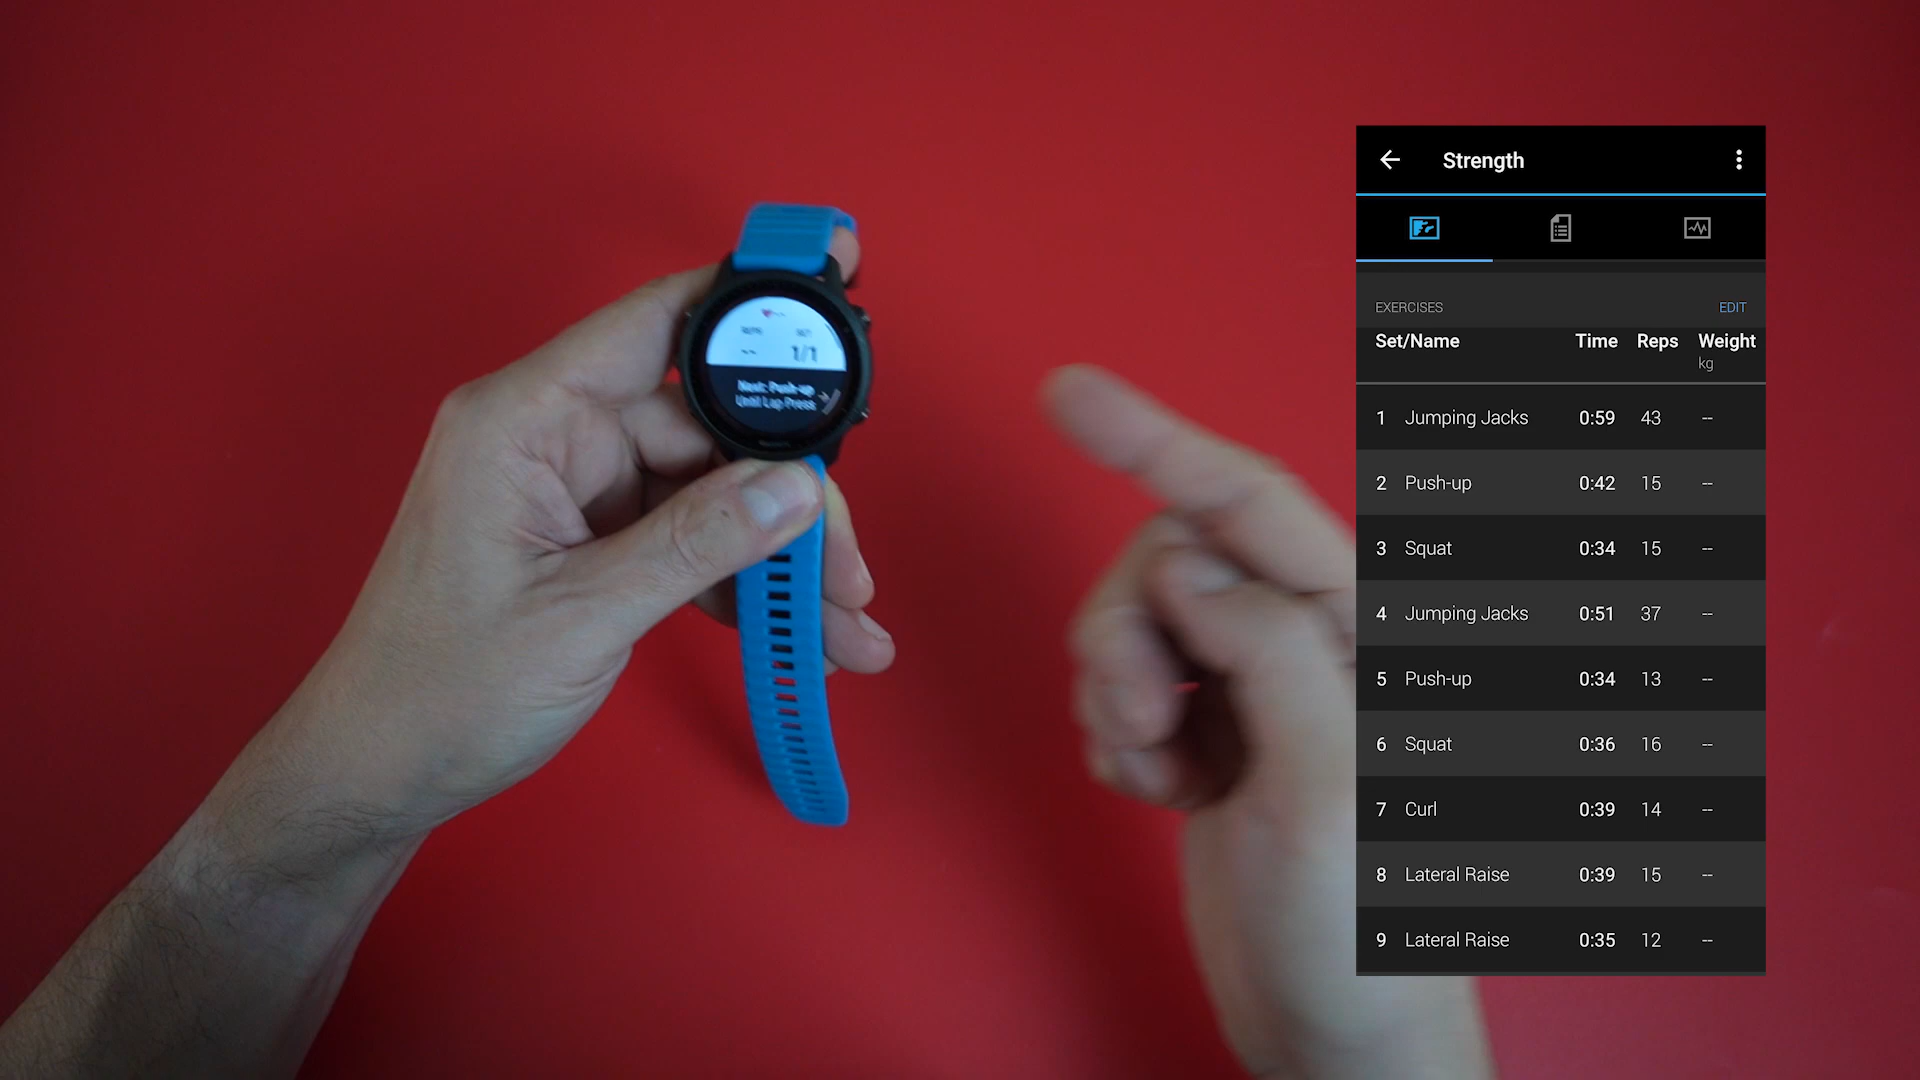 1/1
Next: Push-up
Until Lap Press
Strength
EXERCISES EDIT
Set/Name Time Reps Weight
kg
1 Jumping Jacks 0:59 43 --
2 Push-up 0:42 15 --
3 Squat 0:34 15 --
4 Jumping Jacks 0:51 37 --
5 Push-up 0:34 13 --
6 Squat 0:36 16 --
7 Curl 0:39 14 --
8 Lateral Raise 0:39 15 --
9 Lateral Raise 0:35 12 --